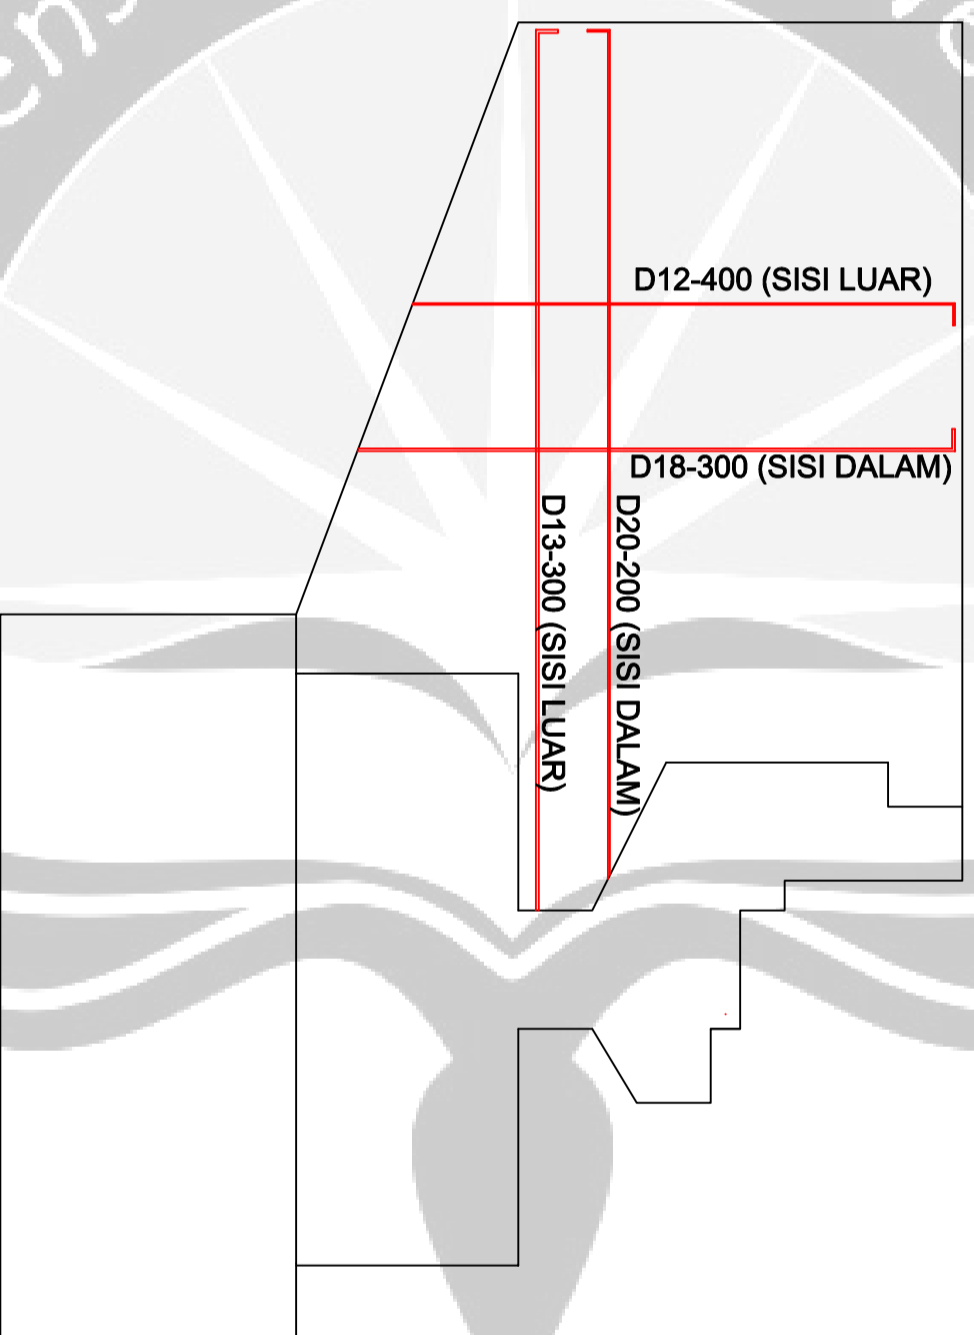 D12-400 (SISI LUAR)
D18-300 (SISI DALAM)
D13-300 (SISI LUAR)
D20-200 (SISI DALAM)